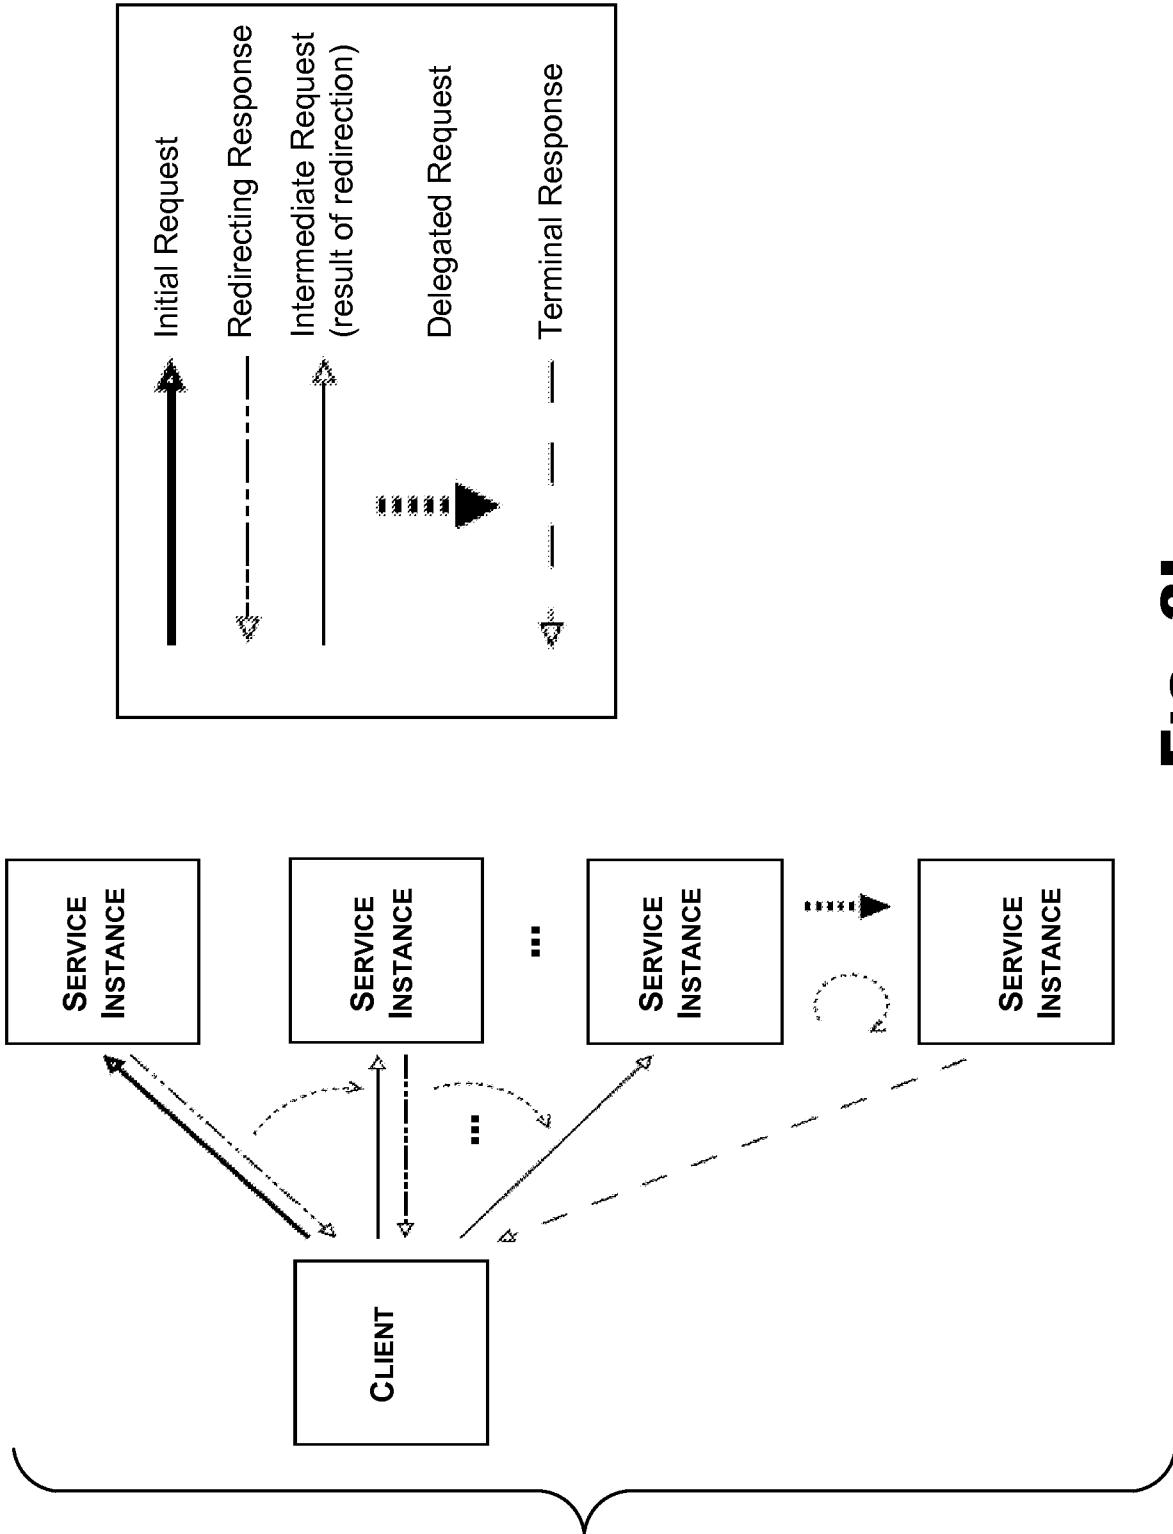 Initial Request
Redirecting Response
Intermediate Request
(result of redirection)
Delegated Request
Terminal Response
SERVICE
INSTANCE
SERVICE
INSTANCE
...
SERVICE
INSTANCE
SERVICE
INSTANCE
...
CLIENT